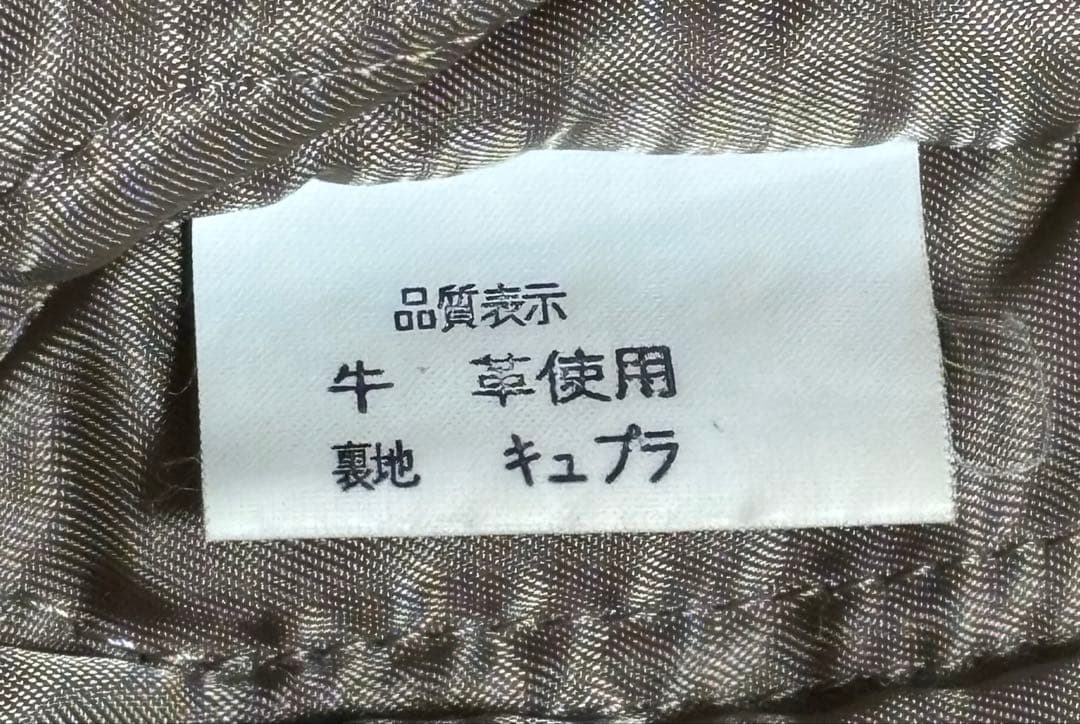 品質表示
牛 革使用
裏地 キュプラ